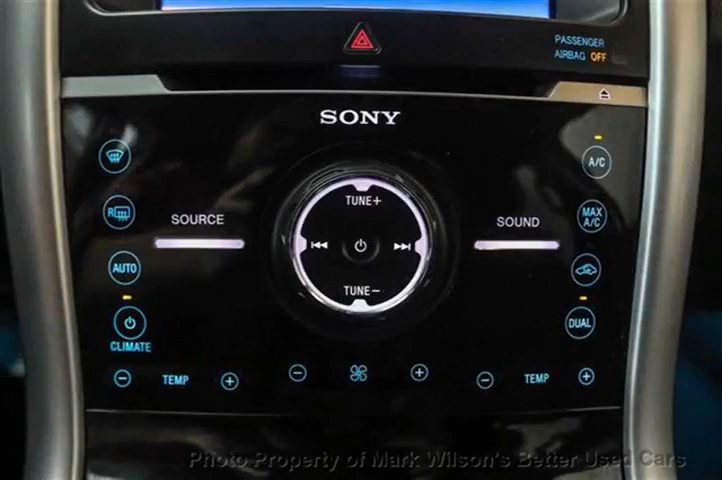 PASSENGER
AIRBAG OFF
SONY
A/C
R
SOURCE
TUNE+
SOUND
MAX
A/C
AUTO
TUNE-
DUAL
CLIMATE
TEMP
TEMP
Photo Property of Mark Wilson's Better Used Cars